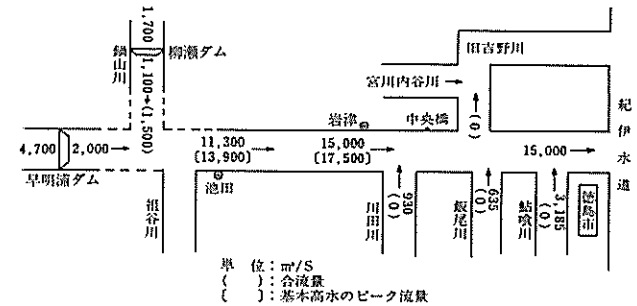 1,700
鍋山川
柳瀬ダム
1,100→(1,500)
旧吉野川
宮川内谷川 →
岩津
中央橋
(0)
紀伊水道
4,700
2,000 →
11,300
[13,900] →
15,000
[17,500] →
15,000 →
早明浦ダム
祖谷川
池田
川田川
930
(0)
飯尾川
635
(0)
鮎喰川
3,185
(0)
徳島市
単 位:㎥/S
( ):合流量
[ ]:基本高水のピーク流量